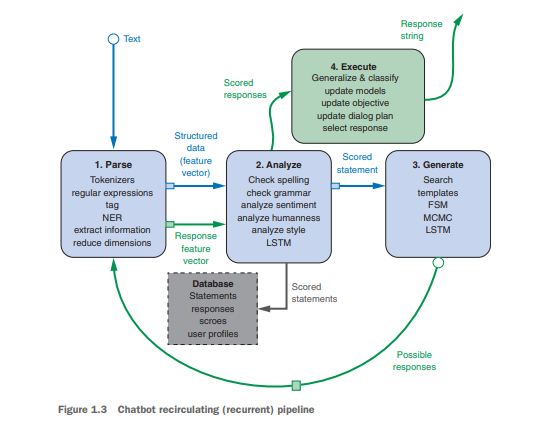 Response
string
Text
4. Execute
Generalize & classify
update models
update objective
update dialog plan
select response
Scored
responses
Structured
data
(feature
vector)
1. Parse
Tokenizers
regular expressions
tag
NER
extract information
reduce dimensions
2. Analyze
Check spelling
check grammar
analyze sentiment
analyze humanness
analyze style
LSTM
Scored
statement
3. Generate
Search
templates
FSM
MCMC
LSTM
Response
feature
vector
Database
Statements
responses
scroes
user profiles
Scored
statements
Possible
responses
Figure 1.3 Chatbot recirculating (recurrent) pipeline